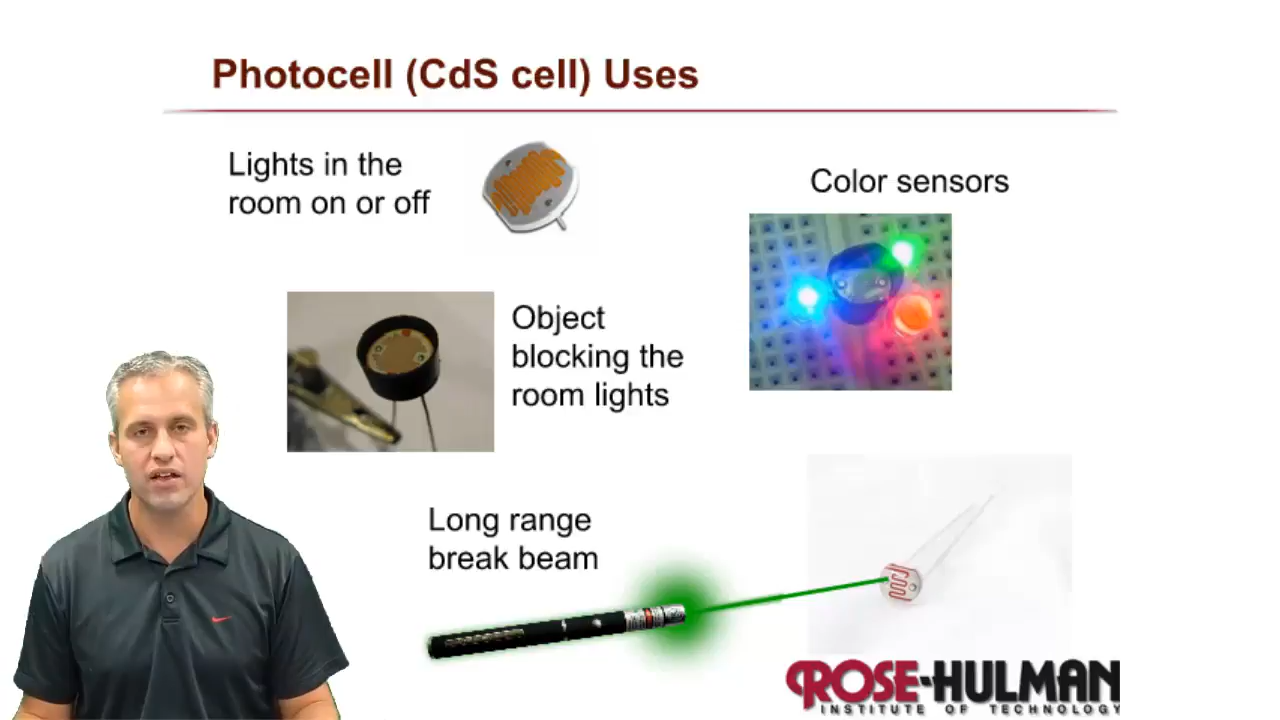 Photocell (CdS cell) Uses
Lights in the
room on or off
Color sensors
Object
blocking the
room lights
Long range
break beam
ROSE-HULMAN
INSTITUTE OF TECHNOLOGY